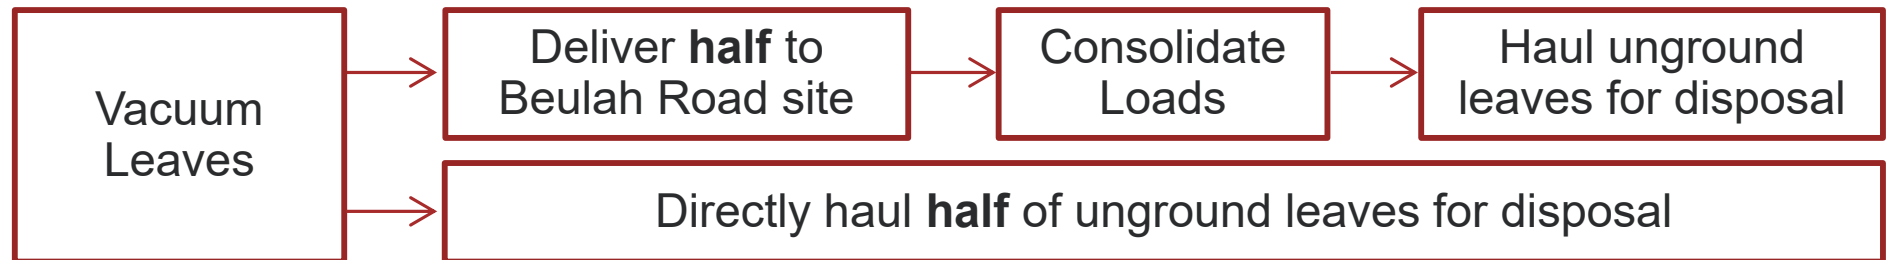 Vacuum
Leaves
Deliver half to
Beulah Road site
Consolidate
Loads
Haul unground
leaves for disposal
Directly haul half of unground leaves for disposal